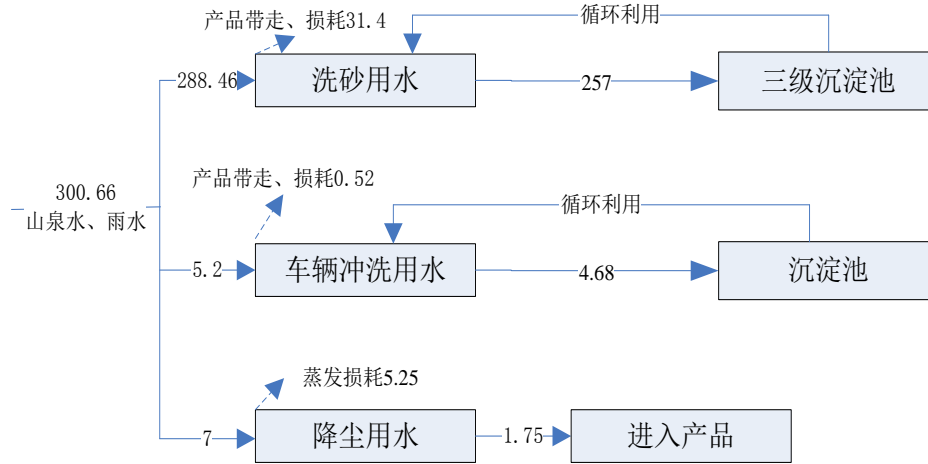 产品带走、损耗31.4
循环利用
288.46
洗砂用水
257
三级沉淀池
产品带走、损耗0.52
300.66
山泉水、雨水
循环利用
5.2
车辆冲洗用水
4.68
沉淀池
蒸发损耗5.25
7
降尘用水
1.75
进入产品